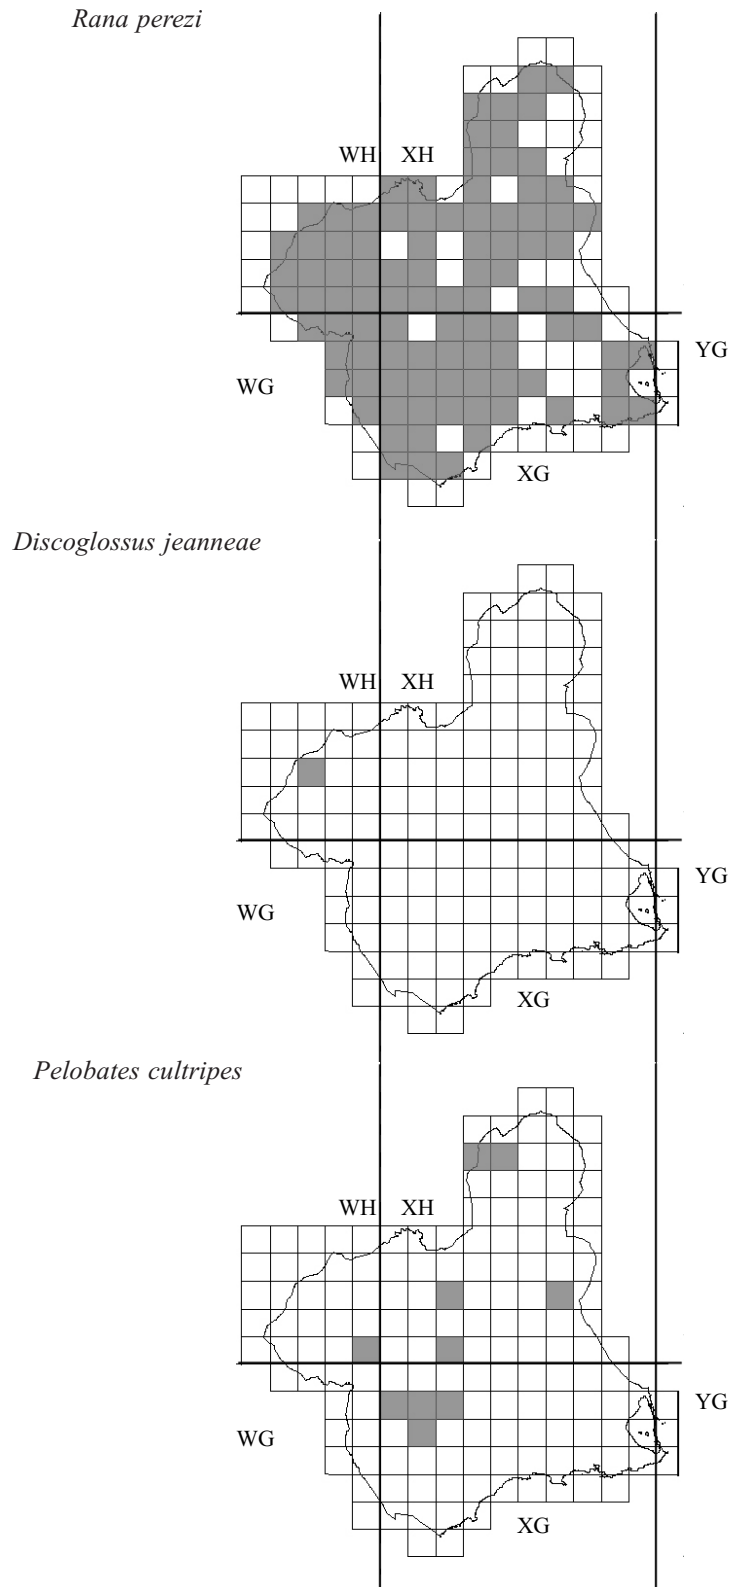 Rana perezi
WH XH
YG
WG
XG
Discoglossus jeanneae
WH XH
YG
WG
XG
Pelobates cultripes
WH XH
YG
WG
XG